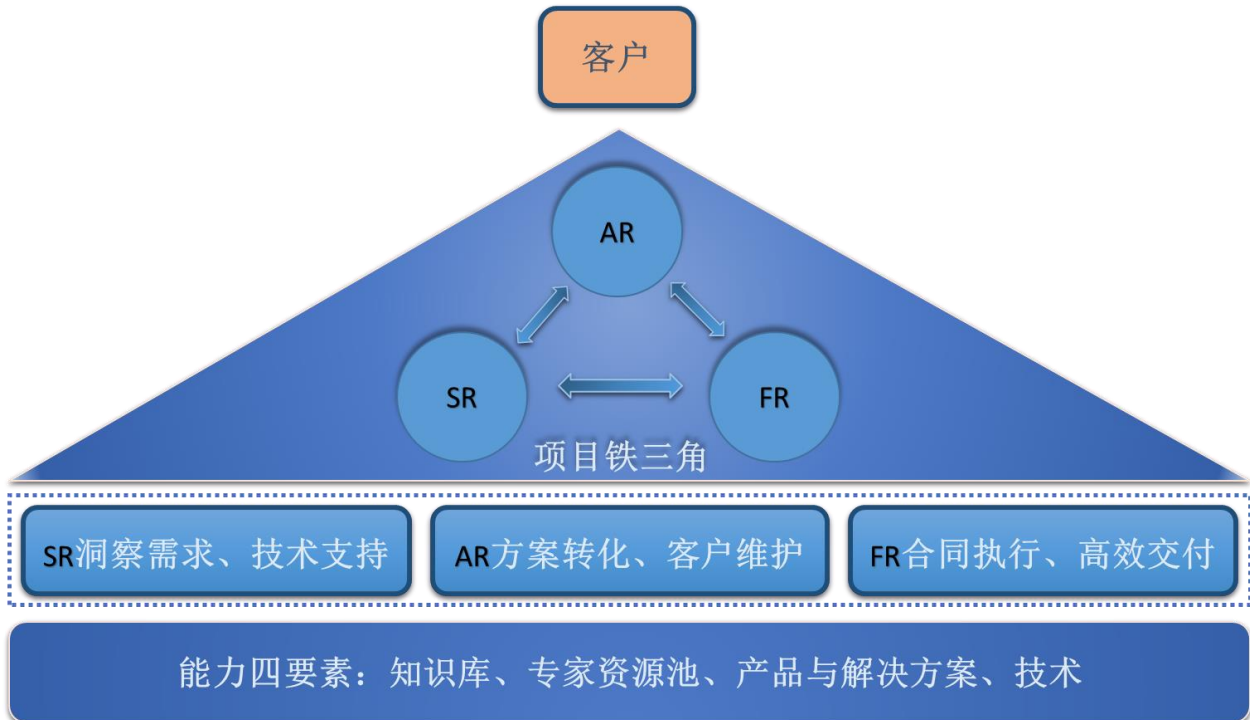 客户
AR
SR
FR
项目铁三角
SR洞察需求、技术支持
AR方案转化、客户维护
FR合同执行、高效交付
能力四要素：知识库、专家资源池、产品与解决方案、技术